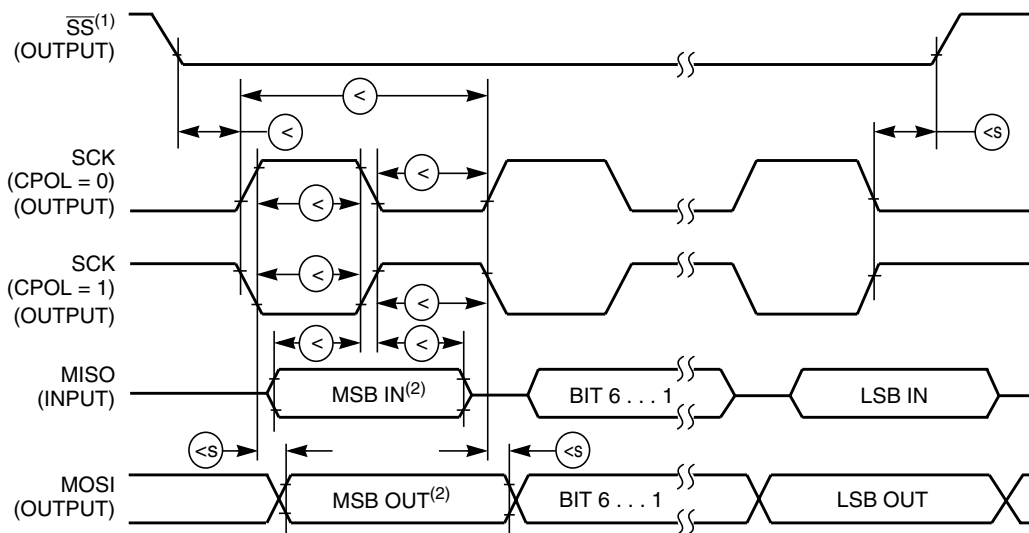 SS(1)
(OUTPUT)
<
<
<s
SCK
(CPOL = 0)
(OUTPUT)
<
<
SCK
(CPOL = 1)
(OUTPUT)
<
<
<
<
MISO
(INPUT)
MSB IN(2)
BIT 6 . . . 1
LSB IN
<s
<s
MOSI
(OUTPUT)
MSB OUT(2)
BIT 6 . . . 1
LSB OUT